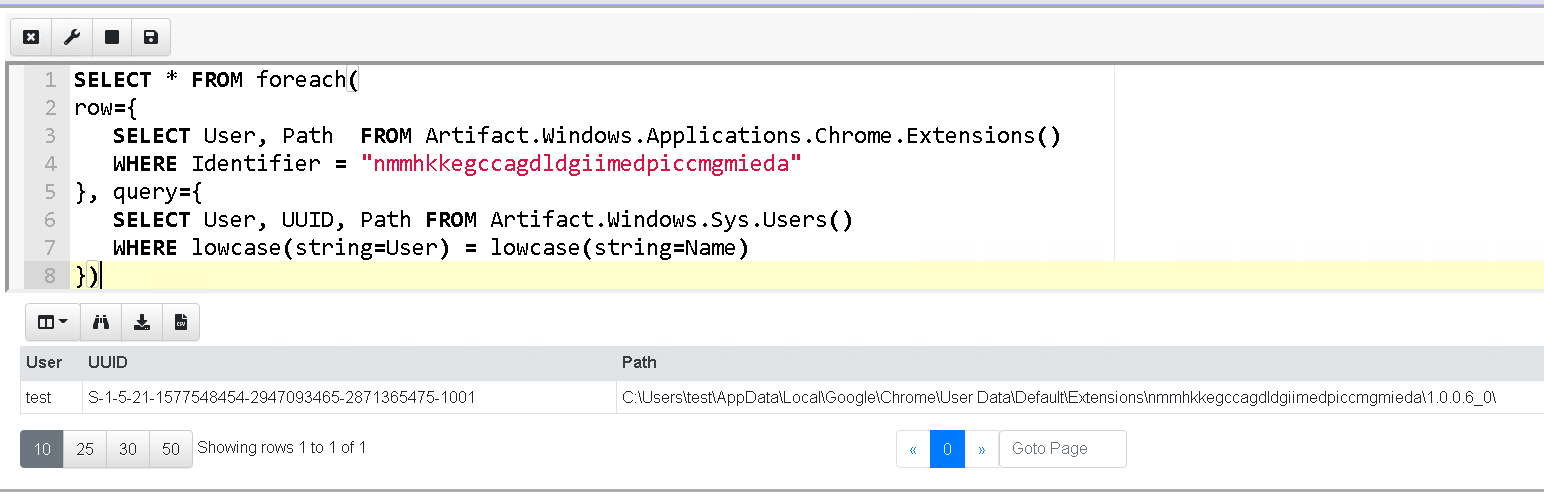 1 SELECT * FROM foreach(
2 row={
3 SELECT User, Path  FROM Artifact.Windows.Applications.Chrome.Extensions()
4 WHERE Identifier = "nmmhkkegccagdldgiimedpiccmgmieda"
5 }, query={
6 SELECT User, UUID, Path FROM Artifact.Windows.Sys.Users()
7 WHERE lowcase(string=User) = lowcase(string=Name)
8 })
CSV
User UUID Path
test S-1-5-21-1577548454-2947093465-2871365475-1001 C:\Users\test\AppData\Local\Google\Chrome\User Data\Default\Extensions\nmmhkkegccagdldgiimedpiccmgmieda\1.0.0.6_0\
10 25 30 50 Showing rows 1 to 1 of 1 « 0 » Goto Page